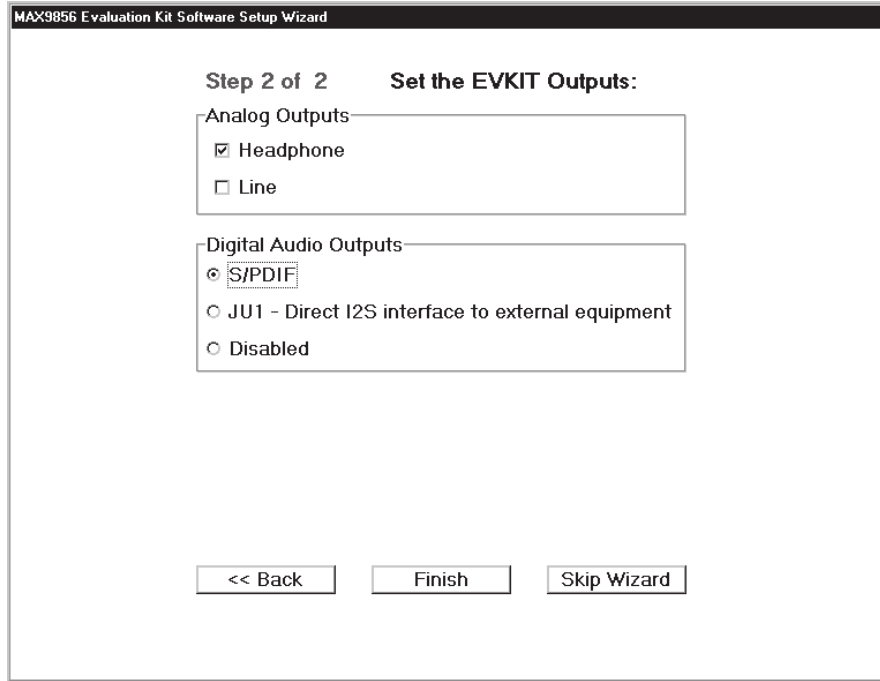 MAX9856 Evaluation Kit Software Setup Wizard
Step 2 of 2 Set the EVKIT Outputs:
Analog Outputs
Headphone
Line
Digital Audio Outputs
S/PDIF
JU1 - Direct I2S interface to external equipment
Disabled
<< Back Finish Skip Wizard